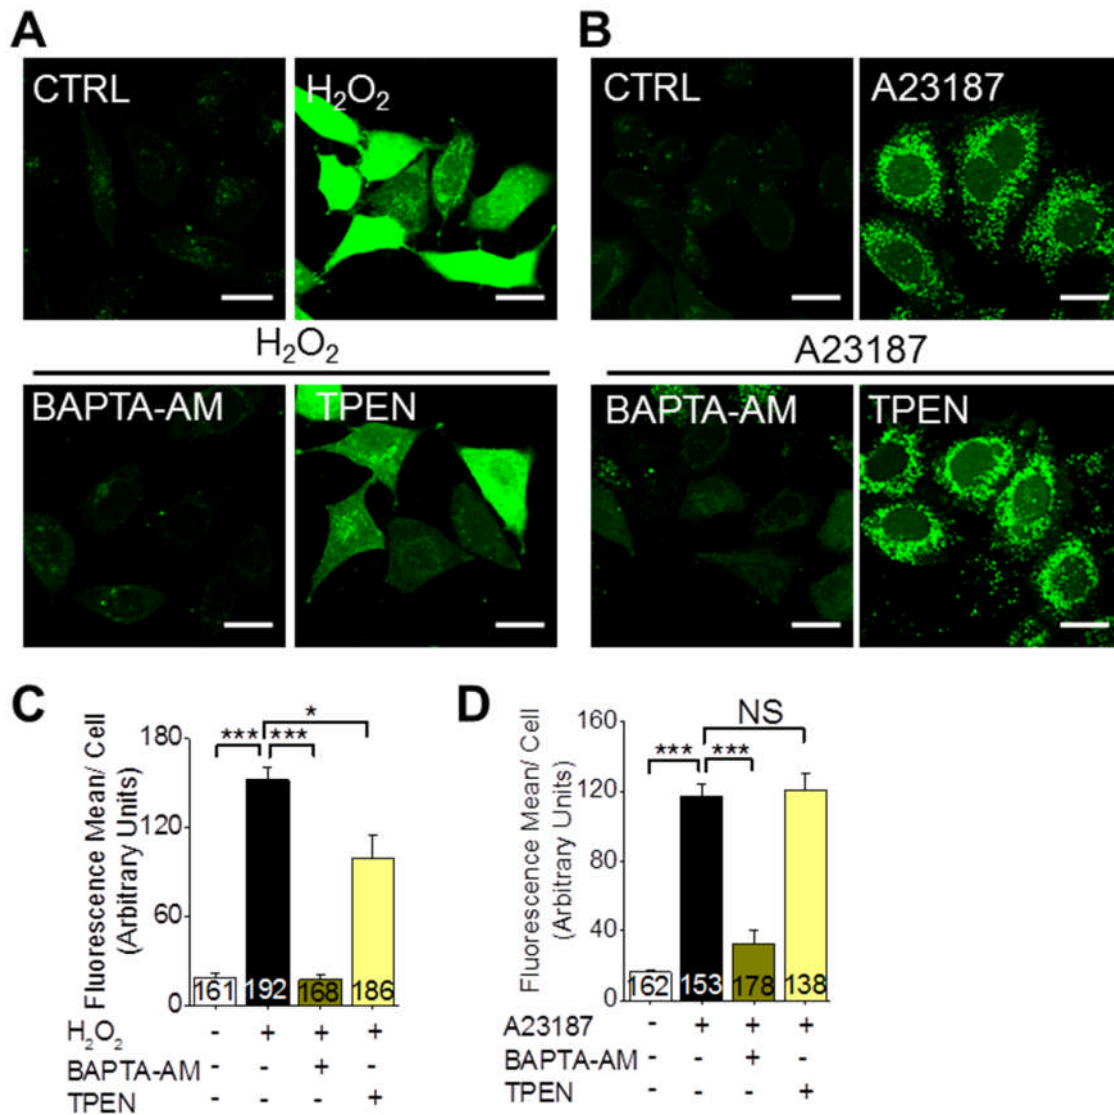 A
B
CTRL
H₂O₂
CTRL
A23187
H₂O₂
A23187
BAPTA-AM
TPEN
BAPTA-AM
TPEN
C
Fluorescence Mean/ Cell
(Arbitrary Units)
180
120
60
0
*
*** ***
161 192 168 186
H₂O₂ - + + +
BAPTA-AM - - + -
TPEN - - - +
D
Fluorescence Mean/ Cell
(Arbitrary Units)
160
120
80
40
0
NS
*** ***
162 153 178 138
A23187 - + + +
BAPTA-AM - - + -
TPEN - - - +